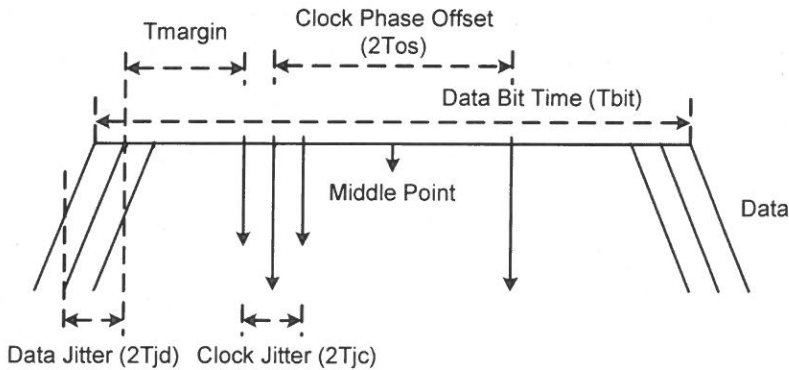 Tmargin
Clock Phase Offset
(2Tos)
Data Bit Time (Tbit)
Middle Point
Data
Data Jitter (2Tjd)
Clock Jitter (2Tjc)